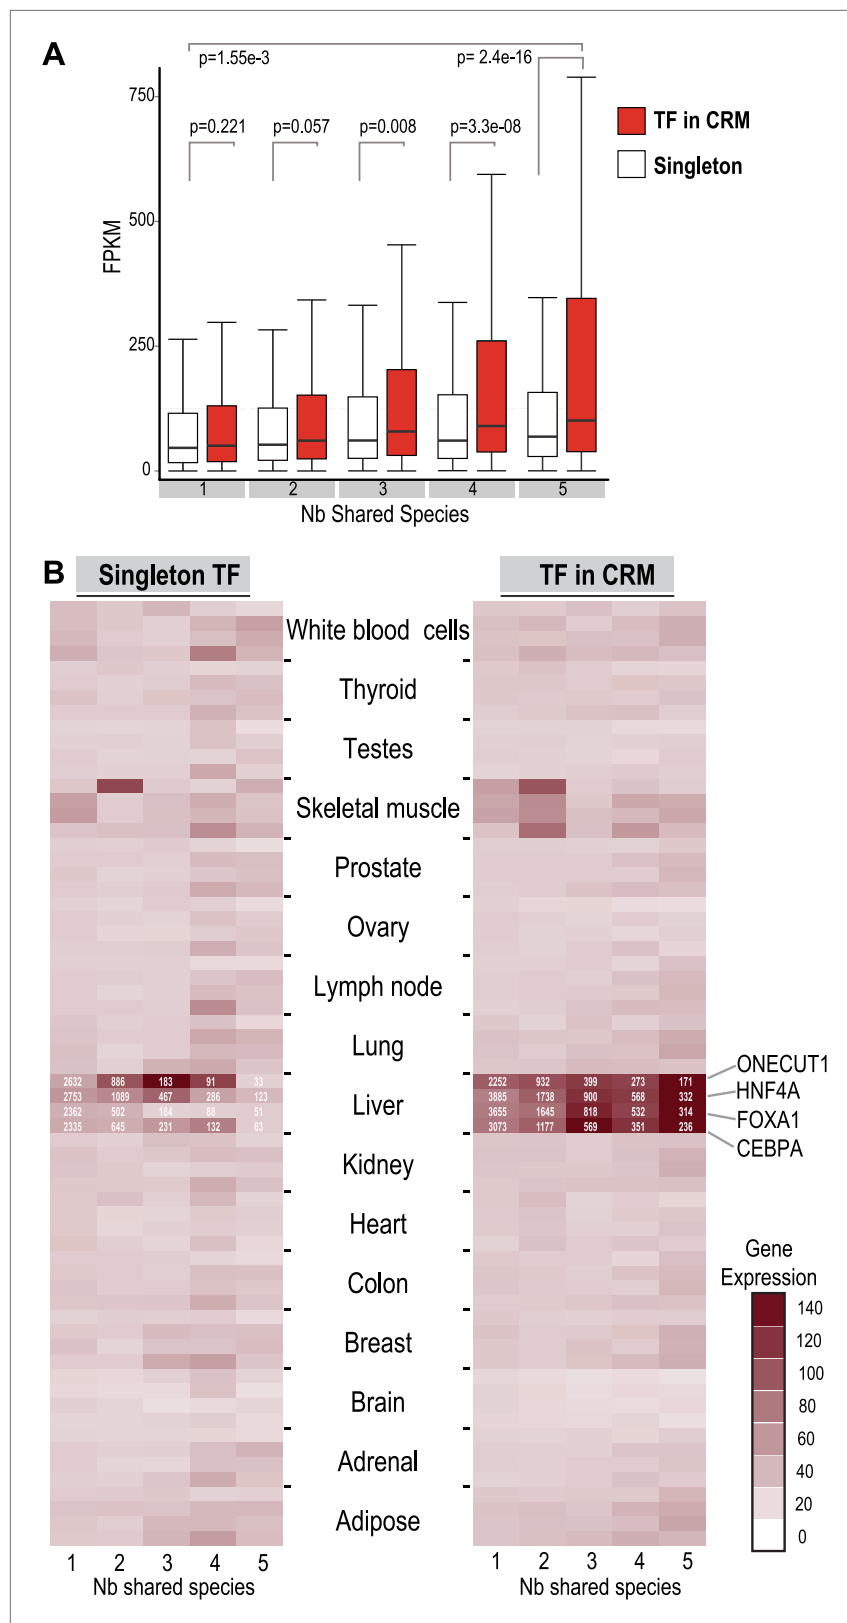 A
p=1.55e-3
p= 2.4e-16
750
p=0.221
p=0.057
p=0.008
p=3.3e-08
TF in CRM
Singleton
500
FPKM
250
0
1 2 3 4 5
Nb Shared Species
B
Singleton TF
TF in CRM
White blood cells
Thyroid
Testes
Skeletal muscle
Prostate
Ovary
Lymph node
Lung
Liver
2632 886 183 91 33
2753 1089 467 286 123
2362 502 184 88 51
2335 645 231 132 63
2252 932 399 273 171
3885 1738 900 568 332
3655 1645 818 532 314
3073 1177 569 351 236
ONECUT1
HNF4A
FOXA1
CEBPA
Kidney
Heart
Colon
Breast
Brain
Adrenal
Adipose
Gene
Expression
140
120
100
80
60
40
20
0
1 2 3 4 5
Nb shared species
1 2 3 4 5
Nb shared species